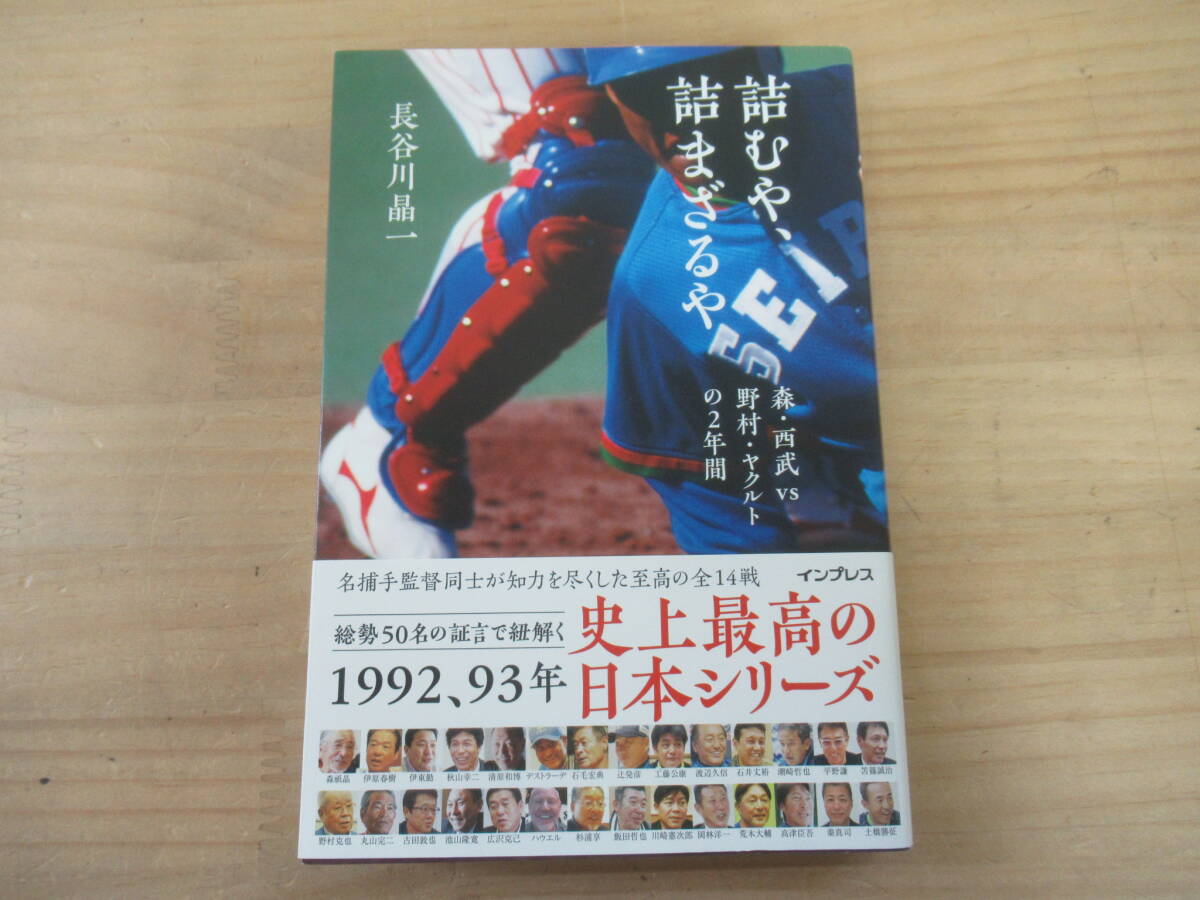 詰むや、
詰まざるや
長谷川晶一
SEIB
森・西武 vs
野村・ヤクルト
の2年間
名捕手監督同士が知力を尽くした至高の全14戦
インプレス
総勢50名の証言で紐解く
1992、93年
史上最高の
日本シリーズ
森祇晶 伊原春樹 伊東勤 秋山幸二 清原和博 デストラーデ 石毛宏典 辻発彦 工藤公康 渡辺久信 石井丈裕 潮崎哲也 平野謙 笘篠誠治
野村克也 丸山完二 古田敦也 池山隆寛 広沢克己 ハウエル 杉浦享 飯田哲也 川崎憲次郎 岡林洋一 荒木大輔 高津臣吾 秦真司 土橋勝征